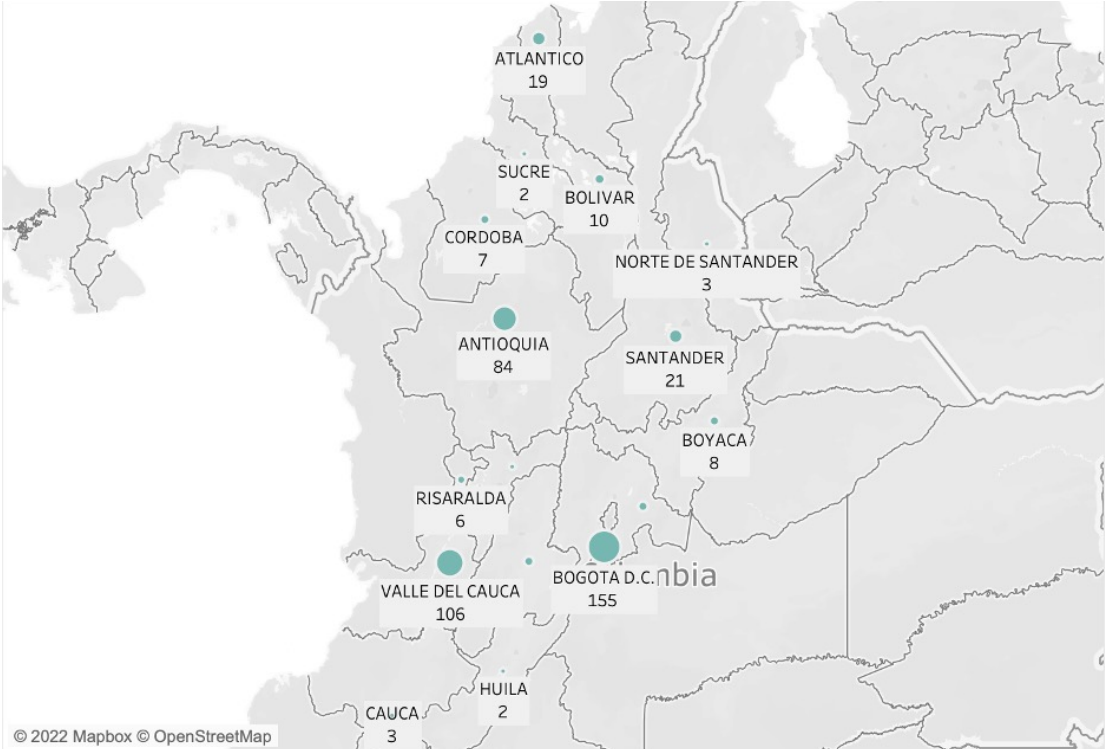 ATLANTICO
19
SUCRE
2
BOLIVAR
10
CORDOBA
7
NORTE DE SANTANDER
3
ANTIOQUIA
84
SANTANDER
21
BOYACA
8
RISARALDA
6
VALLE DEL CAUCA
106
BOGOTA D.C.
155
mbia
HUILA
2
CAUCA
3
© 2022 Mapbox © OpenStreetMap